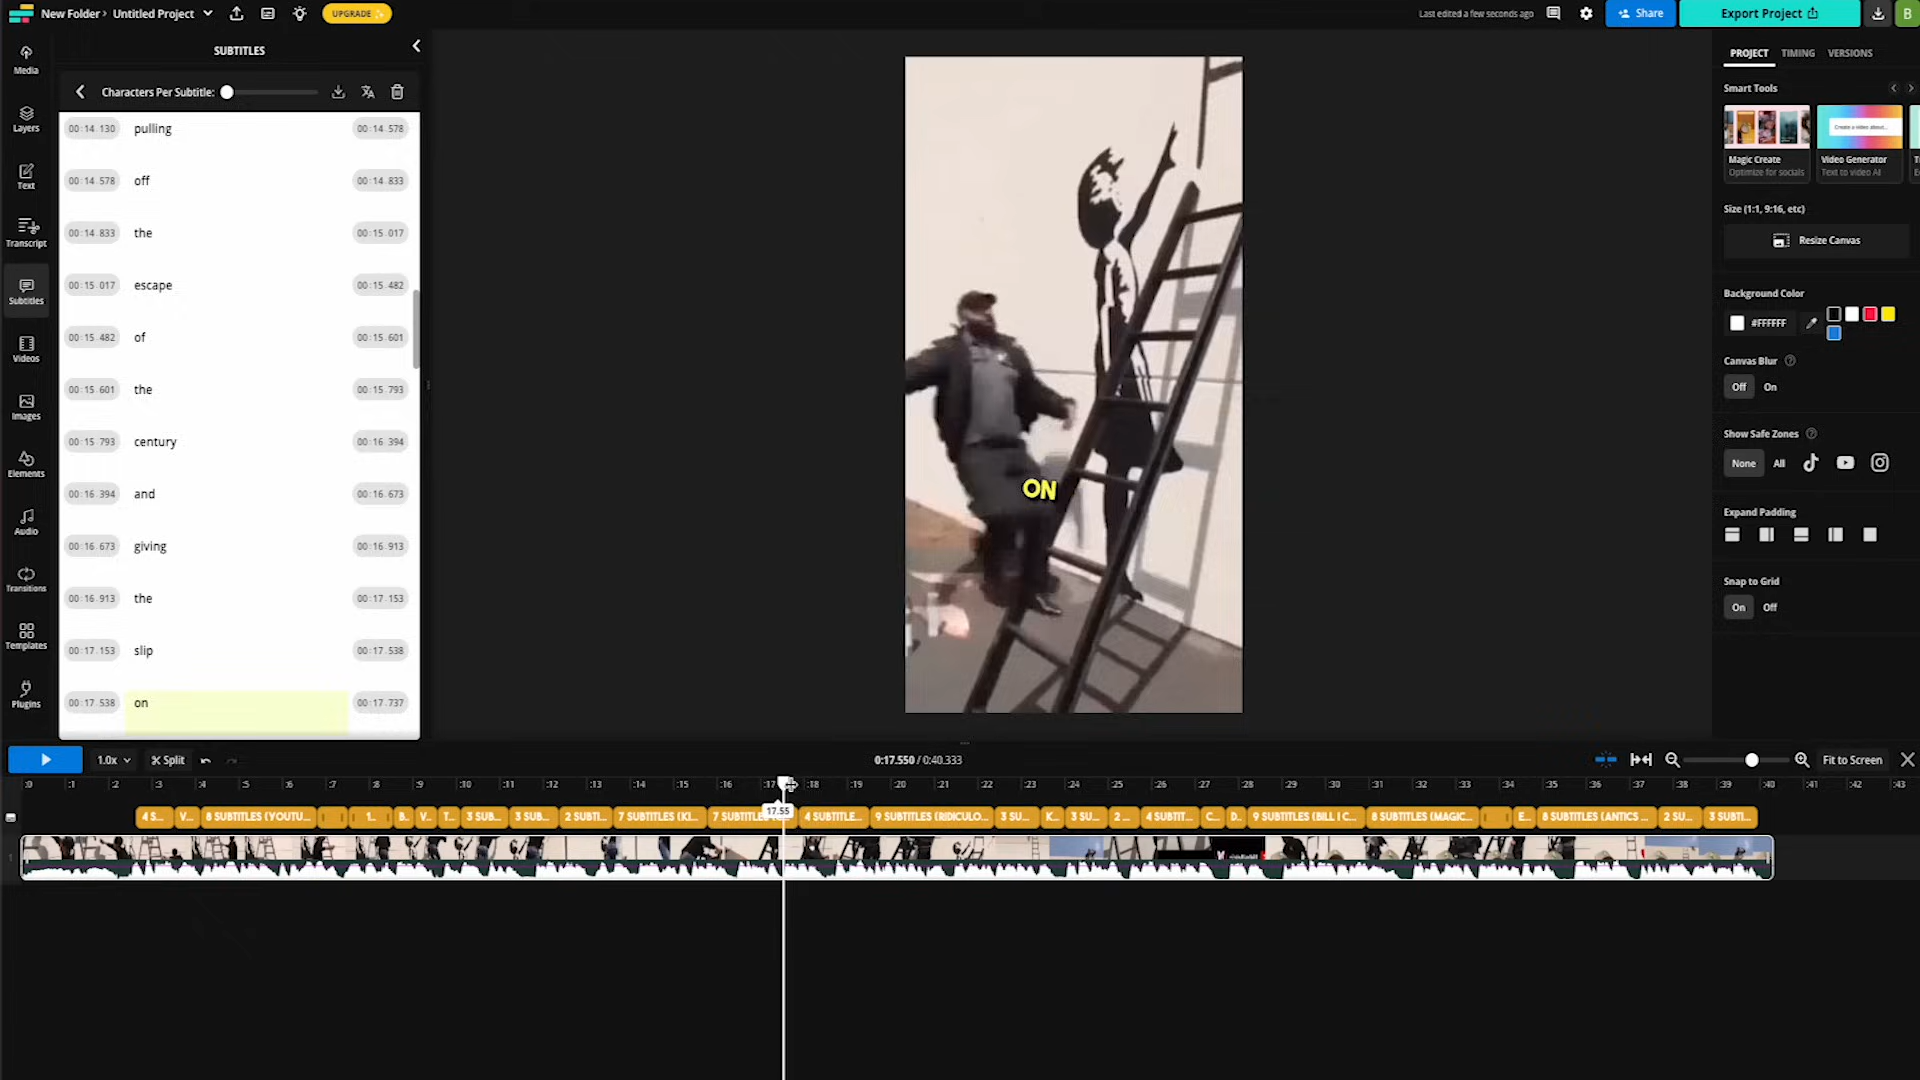 New Folder› Untitled Project
UPGRADE
Last edited a few seconds ago
Share
Export Project
B
Media
Layers
Text
Transcript
Subtitles
Videos
Images
Elements
Audio
Transitions
Templates
Plugins
SUBTITLES
Characters Per Subtitle:
00:14.130 pulling 00:14.578
00:14.578 off 00:14.833
00:14.833 the 00:15.017
00:15.017 escape 00:15.482
00:15.482 of 00:15.601
00:15.601 the 00:15.793
00:15.793 century 00:16.394
00:16.394 and 00:16.673
00:16.673 giving 00:16.913
00:16.913 the 00:17.153
00:17.153 slip 00:17.538
00:17.538 on 00:17.737
ON
PROJECT TIMING VERSIONS
Smart Tools
Create a video about...
Magic Create
Optimize for socials
Video Generator
Text to video AI
Size (1:1, 9:16, etc)
Resize Canvas
Background Color
#FFFFFF
Canvas Blur
Off On
Show Safe Zones
None All
Expand Padding
Snap to Grid
On Off
1.0x Split 0:17.550 / 0:40.333 Fit to Screen
:0 :1 :2 :3 :4 :5 :6 :7 :8 :9 :10 :11 :12 :13 :14 :15 :16 :17 :18 :19 :20 :21 :22 :23 :24 :25 :26 :27 :28 :29 :30 :31 :32 :33 :34 :35 :36 :37 :38 :39 :40 :41 :42 :43
17.55
4 S... V... 8 SUBTITLES (YOUTU... 1... B.. V... T... 3 SUB... 3 SUB... 2 SUBTI... 7 SUBTITLES (KI... 7 SUBTITLE 4 SUBTITLE... 9 SUBTITLES (RIDICULO... 3 SU... K... 3 SU... 2 ... 4 SUBTIT... C... D.. 9 SUBTITLES (BILL I C... 8 SUBTITLES (MAGIC... E... 8 SUBTITLES (ANTICS ... 2 SU... 3 SUBTI...
1